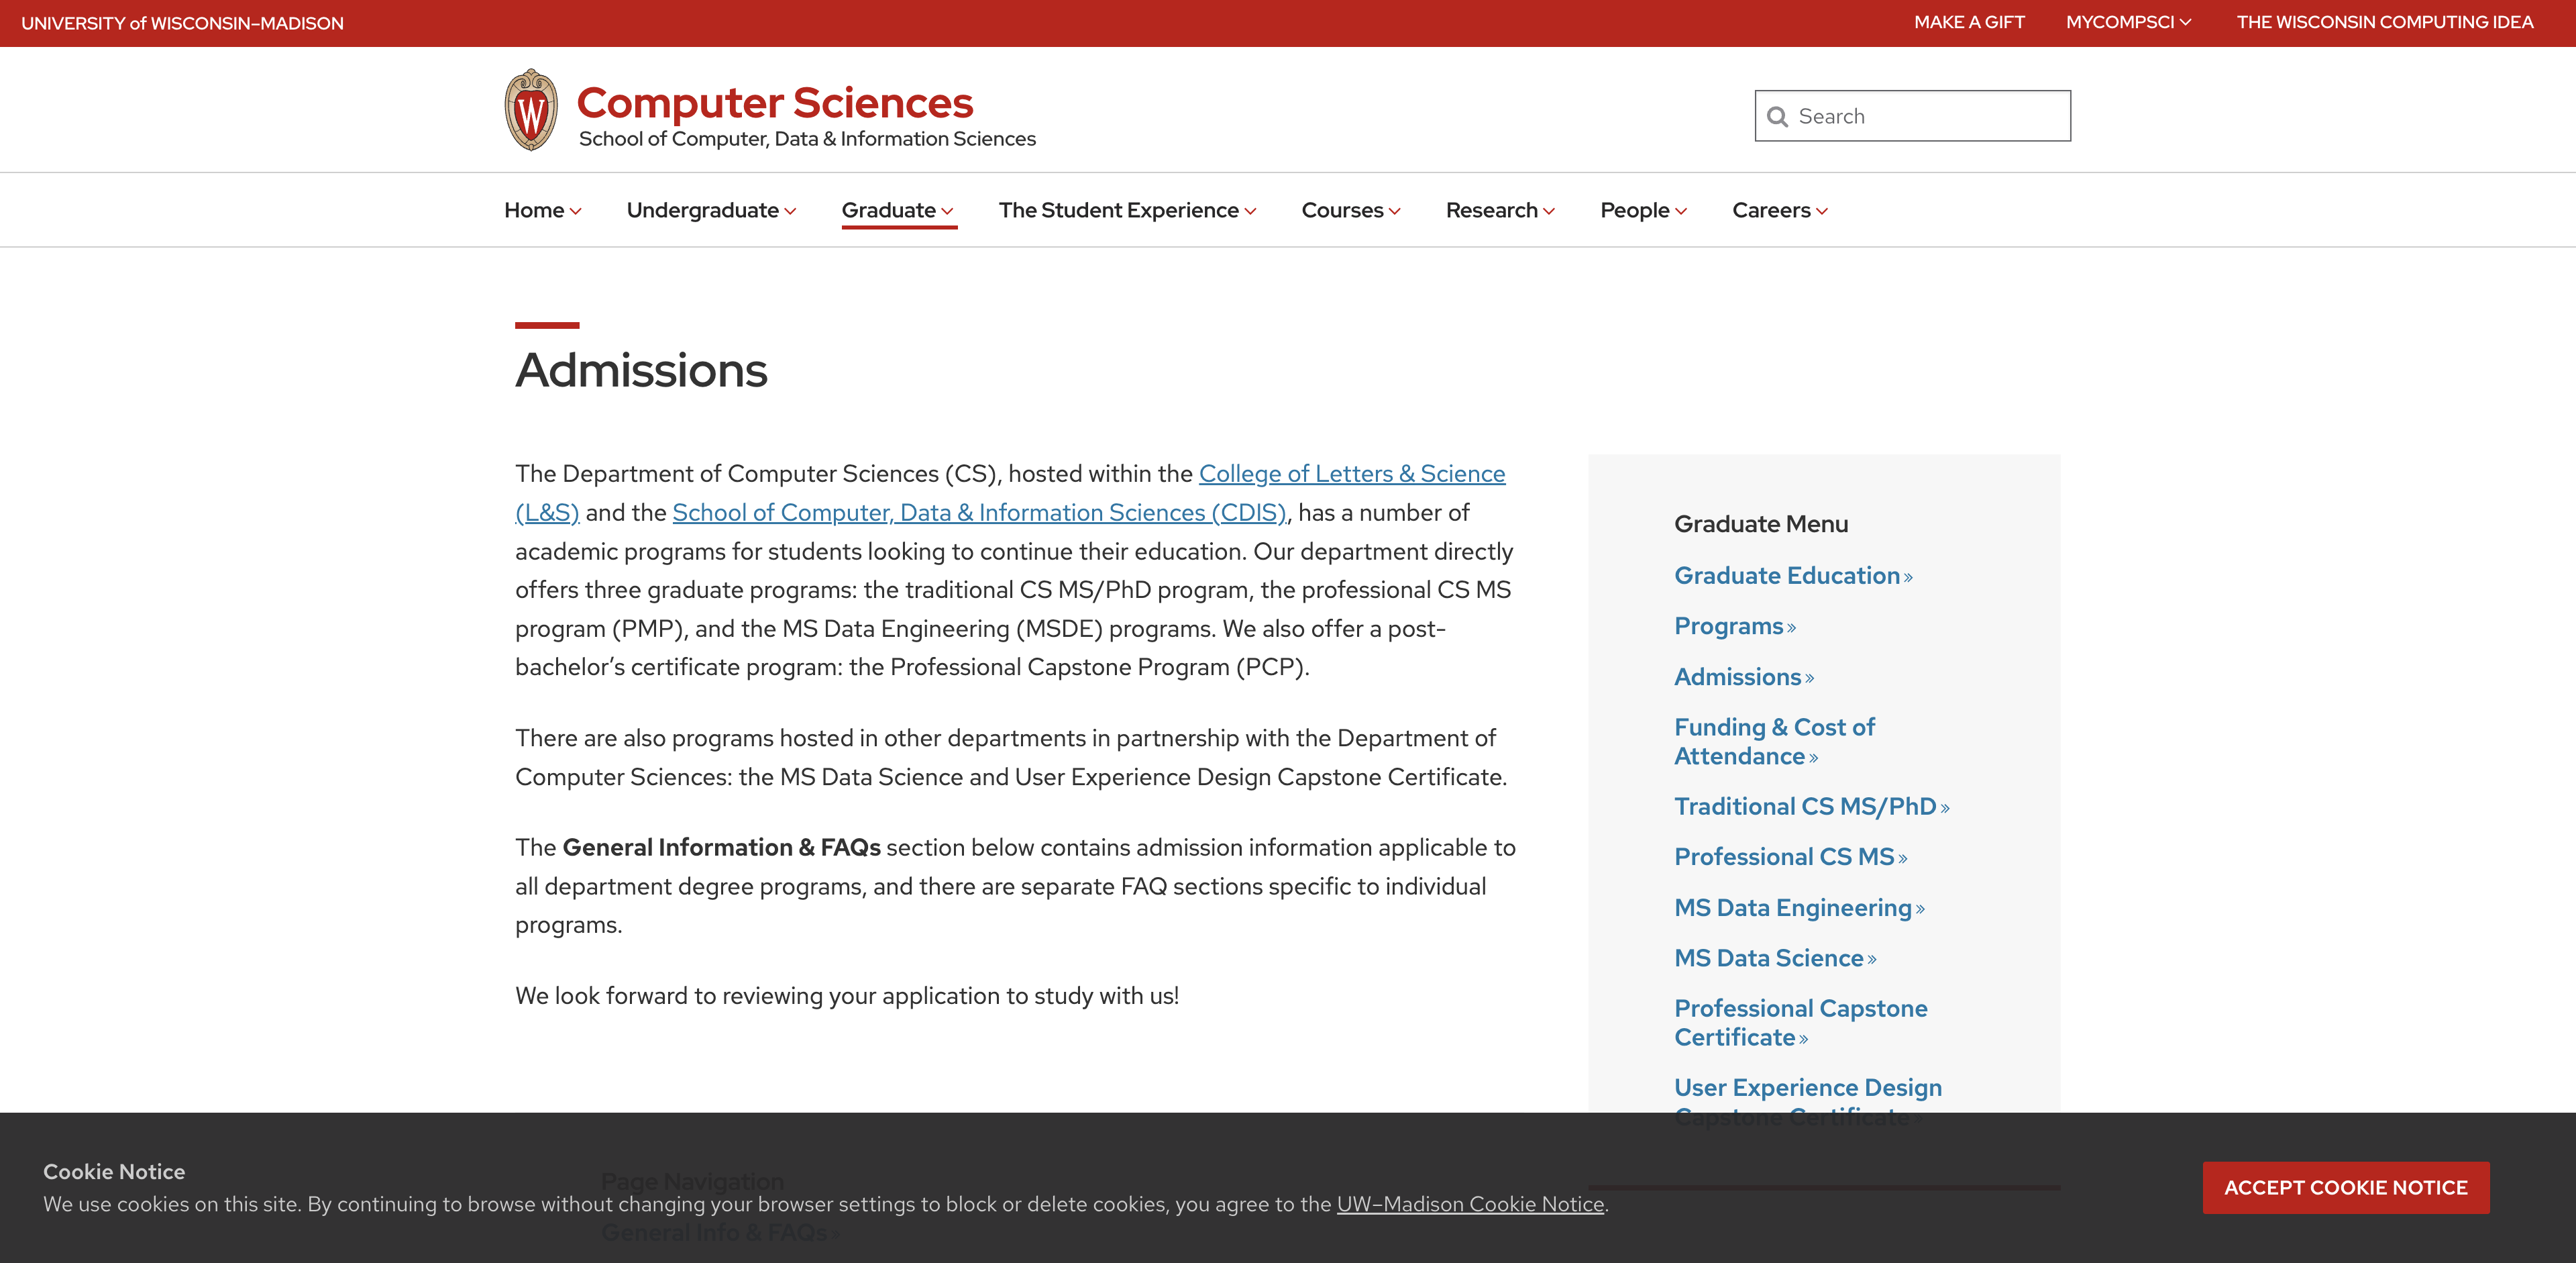 UNIVERSITY of WISCONSIN–MADISON
MAKE A GIFT
MYCOMPSCI
THE WISCONSIN COMPUTING IDEA
W
Computer Sciences
School of Computer, Data & Information Sciences
Search
Home
Undergraduate
Graduate
The Student Experience
Courses
Research
People
Careers
Admissions
The Department of Computer Sciences (CS), hosted within the College of Letters & Science
(L&S) and the School of Computer, Data & Information Sciences (CDIS), has a number of
academic programs for students looking to continue their education. Our department directly
offers three graduate programs: the traditional CS MS/PhD program, the professional CS MS
program (PMP), and the MS Data Engineering (MSDE) programs. We also offer a post-
bachelor’s certificate program: the Professional Capstone Program (PCP).
There are also programs hosted in other departments in partnership with the Department of
Computer Sciences: the MS Data Science and User Experience Design Capstone Certificate.
The General Information & FAQs section below contains admission information applicable to
all department degree programs, and there are separate FAQ sections specific to individual
programs.
We look forward to reviewing your application to study with us!
Graduate Menu
Graduate Education »
Programs »
Admissions »
Funding & Cost of
Attendance »
Traditional CS MS/PhD »
Professional CS MS »
MS Data Engineering »
MS Data Science »
Professional Capstone
Certificate »
User Experience Design
Capstone Certificate
Page Navigation
General Info & FAQs »
Cookie Notice
We use cookies on this site. By continuing to browse without changing your browser settings to block or delete cookies, you agree to the UW–Madison Cookie Notice.
ACCEPT COOKIE NOTICE